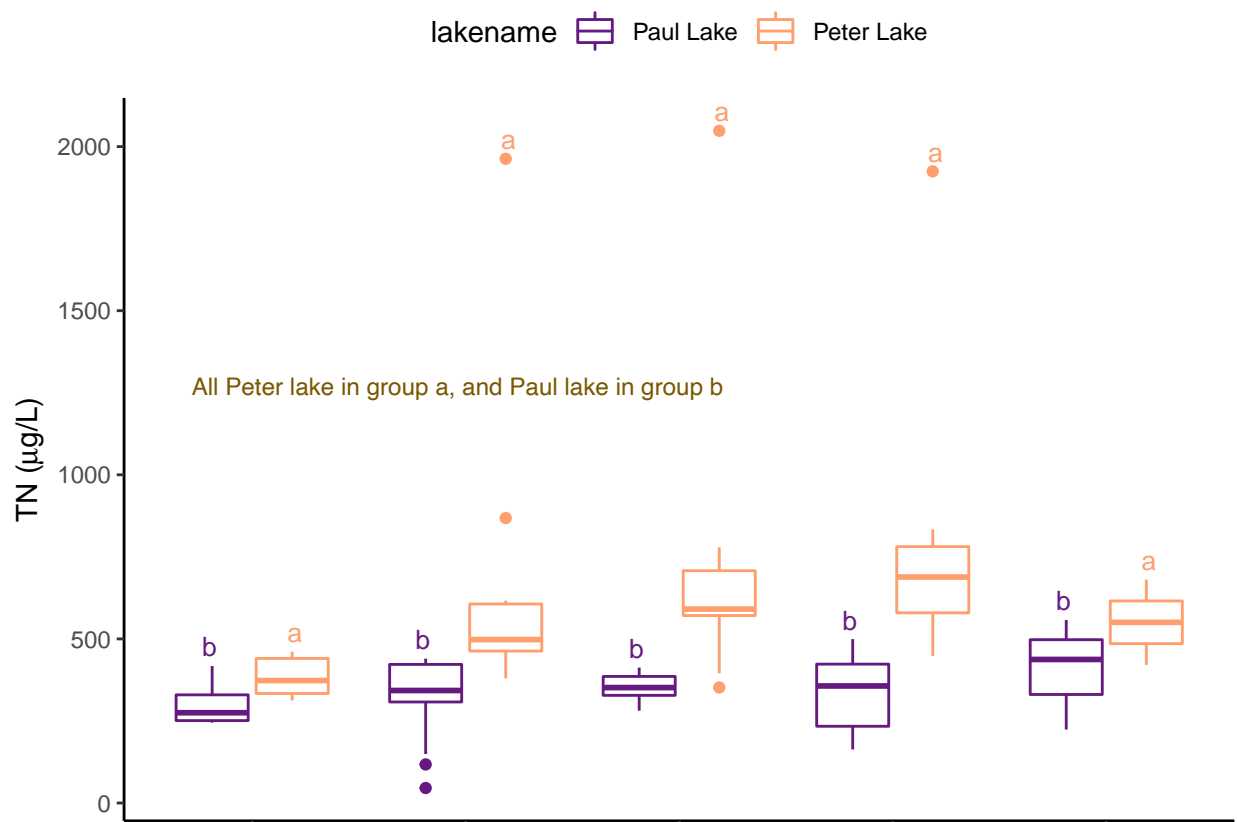 lakename Paul Lake Peter Lake
2000
1500
1000
500
0
TN (μg/L)
a
a
a
All Peter lake in group a, and Paul lake in group b
b
a
b
b
b
b
a